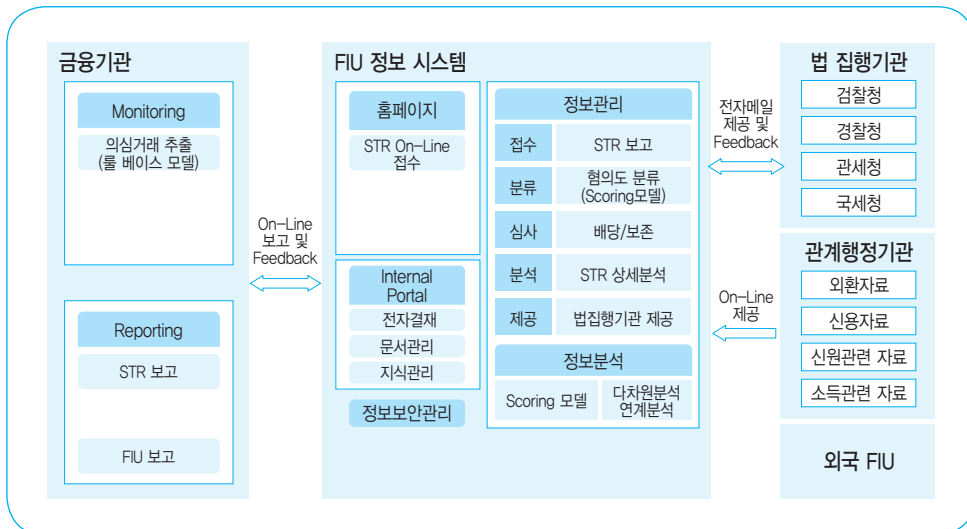 금융기관
Monitoring
의심거래 추출
(룰 베이스 모델)
Reporting
STR 보고
FIU 보고
On-Line
보고 및
Feedback
FIU 정보 시스템
홈페이지
STR On-Line
접수
Internal
Portal
전자결재
문서관리
지식관리
정보보안관리
정보관리
접수
STR 보고
분류
혐의도 분류
(Scoring모델)
심사
배당/보존
분석
STR 상세분석
제공
법집행기관 제공
정보분석
Scoring 모델
다차원분석
연계분석
전자메일
제공 및
Feedback
On-Line
제공
법 집행기관
검찰청
경찰청
관세청
국세청
관계행정기관
외환자료
신용자료
신원관련 자료
소득관련 자료
외국 FIU